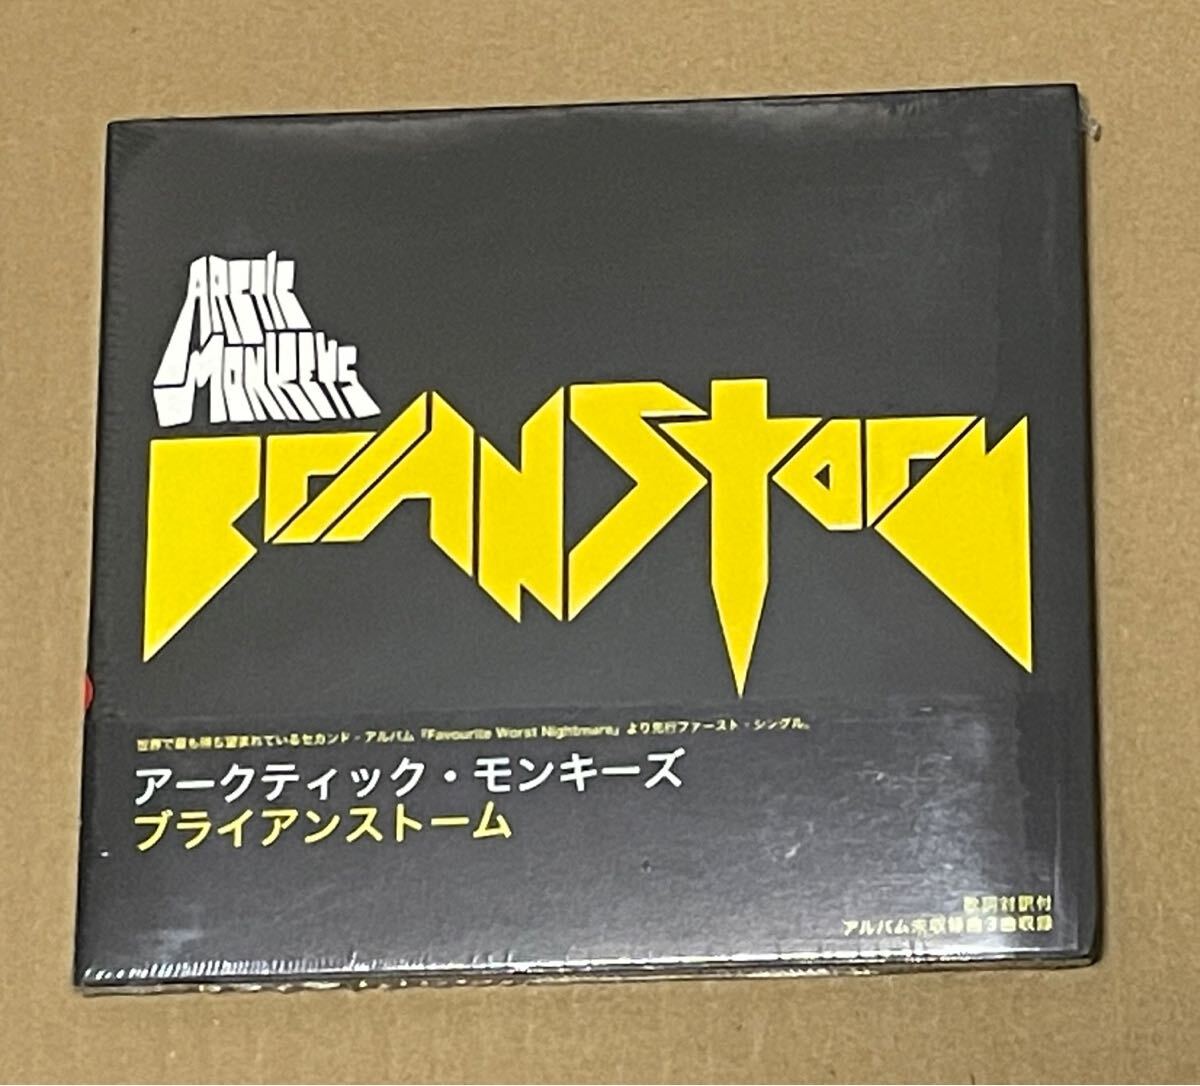 ARCTIC
MONKEYS
BRIANSTORM
世界で最も待ち望まれているセカンド・アルバム『Favourite Worst Nightmare』より先行ファースト・シングル。
アークティック・モンキーズ
ブライアンストーム
歌詞対訳付
アルバム未収録曲3曲収録